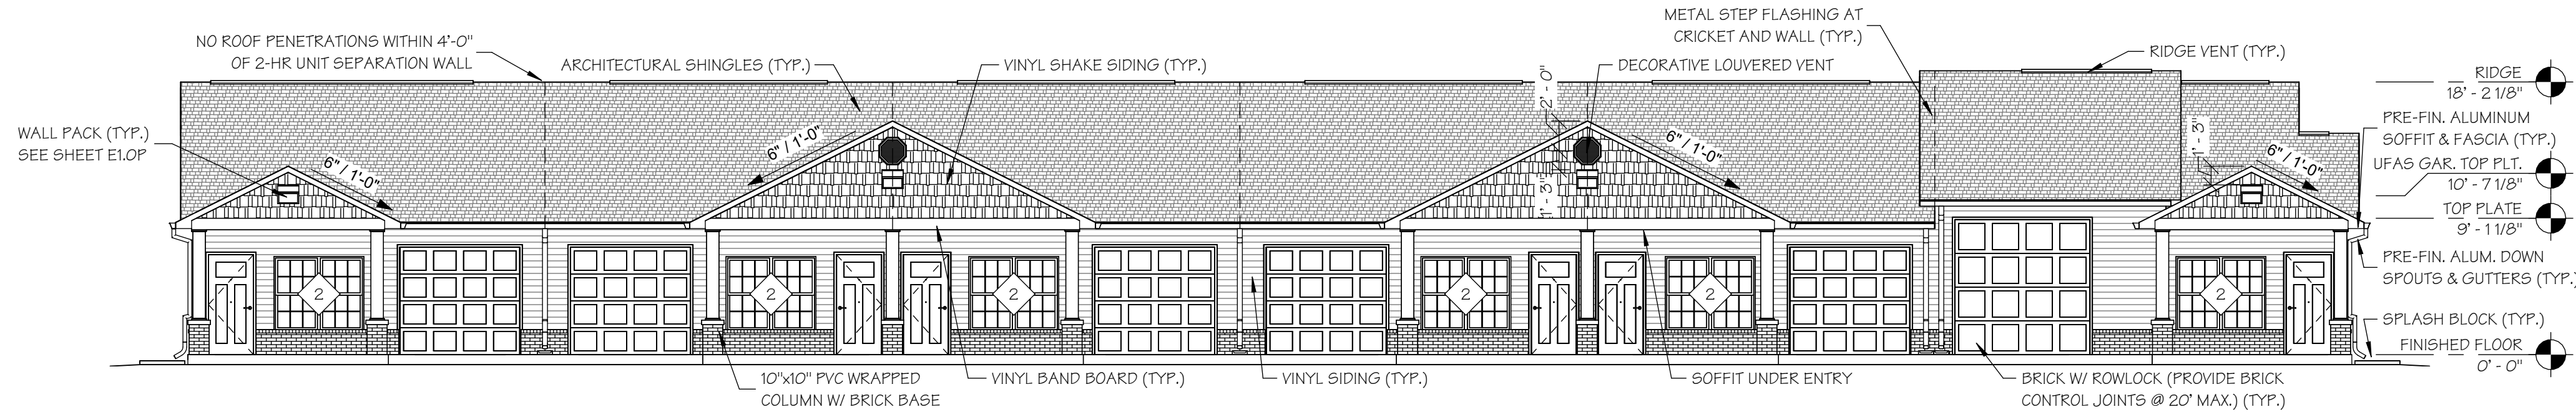 METAL STEP FLASHING AT
CRICKET AND WALL (TYP.)
NO ROOF PENETRATIONS WITHIN 4'-0"
OF 2-HR UNIT SEPARATION WALL
ARCHITECTURAL SHINGLES (TYP.)
VINYL SHAKE SIDING (TYP.)
DECORATIVE LOUVERED VENT
RIDGE VENT (TYP.)
RIDGE
18' - 2 1/8"
2' - 0"
WALL PACK (TYP.)
SEE SHEET E1.0P
6" / 1'-0"
6" / 1'-0"
6" / 1'-0"
6" / 1'-0"
1' - 3"
1' - 3"
PRE-FIN. ALUMINUM
SOFFIT & FASCIA (TYP.)
UFAS GAR. TOP PLT.
10' - 7 1/8"
TOP PLATE
9' - 1 1/8"
PRE-FIN. ALUM. DOWN
SPOUTS & GUTTERS (TYP.)
2
2
2
2
2
2
SPLASH BLOCK (TYP.)
FINISHED FLOOR
0' - 0"
10"x10" PVC WRAPPED
COLUMN W/ BRICK BASE
VINYL BAND BOARD (TYP.)
VINYL SIDING (TYP.)
SOFFIT UNDER ENTRY
BRICK W/ ROWLOCK (PROVIDE BRICK
CONTROL JOINTS @ 20' MAX.) (TYP.)